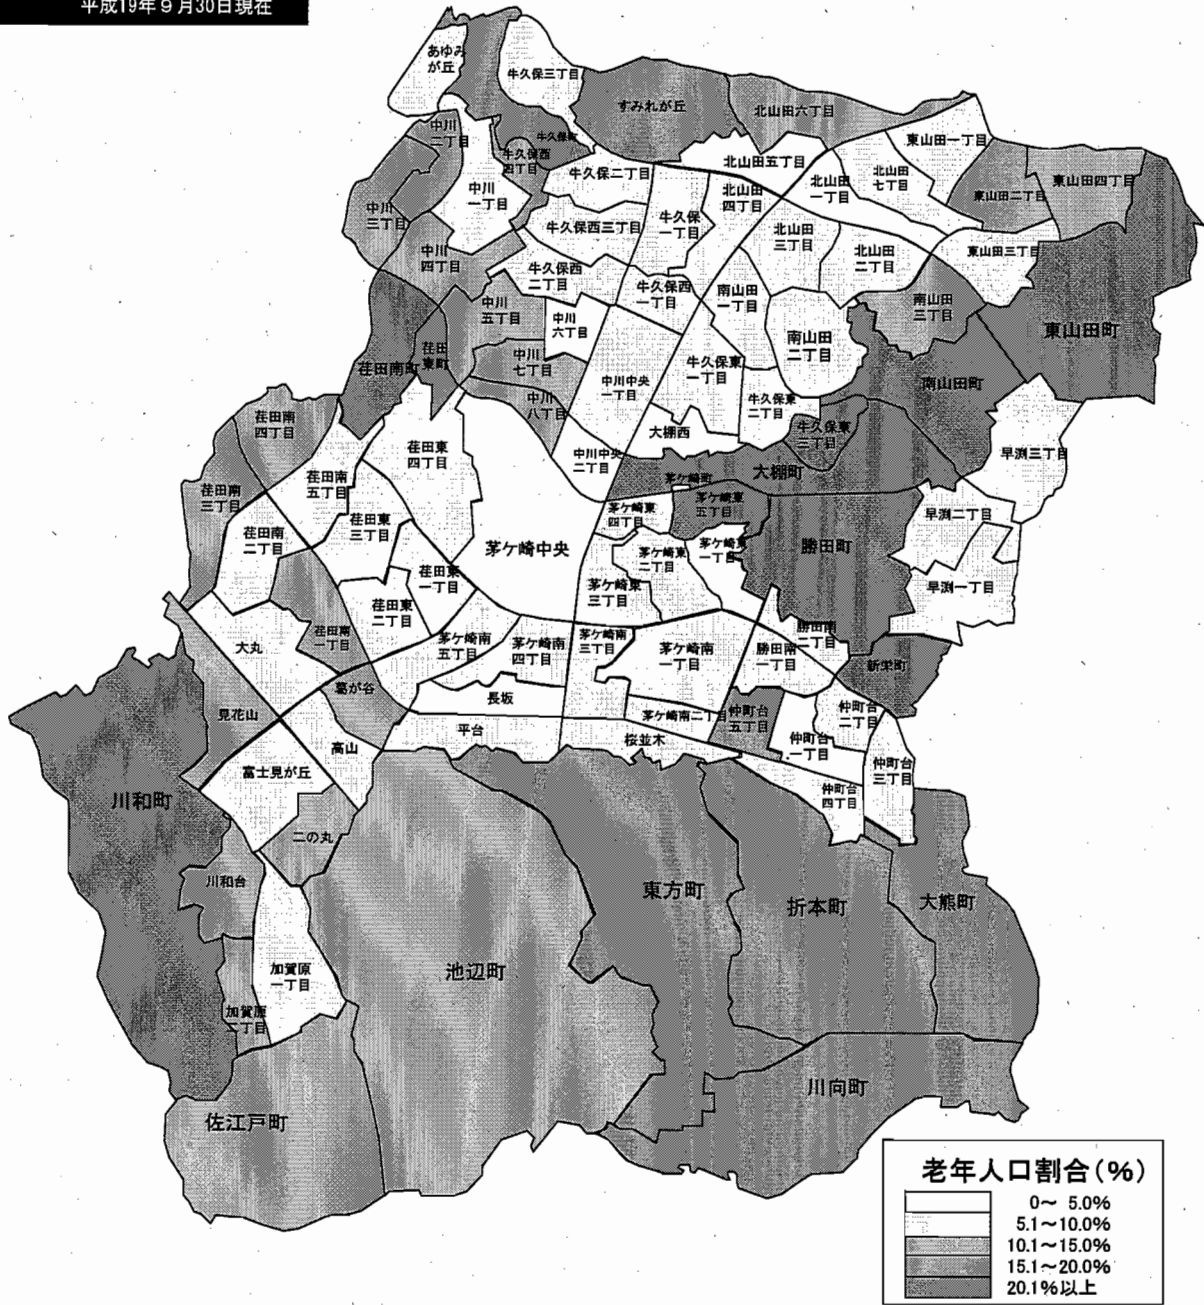 平成19年9月30日現在
あゆみ
が丘
牛久保三丁目
すみれが丘
北山田六丁目
中川
二丁目
牛久保町
牛久保西
四丁目
東山田一丁目
北山田五丁目
牛久保二丁目
北山田
七丁目
東山田二丁目
東山田四丁目
中川
一丁目
北山田
四丁目
北山田
一丁目
中川
三丁目
牛久保西三丁目
牛久保
一丁目
北山田
三丁目
北山田
二丁目
東山田三丁目
中川
四丁目
牛久保西
二丁目
牛久保西
一丁目
南山田
一丁目
南山田
三丁目
中川
五丁目
中川
六丁目
東山田町
南山田
二丁目
荏田南町
荏田
東町
中川
七丁目
中川中央
一丁目
牛久保東
一丁目
南山田町
中川
八丁目
牛久保東
二丁目
荏田南
四丁目
大棚西
牛久保東
三丁目
荏田東
四丁目
中川中央
二丁目
早渕三丁目
荏田南
五丁目
茅ケ崎町
大棚町
荏田南
三丁目
茅ケ崎東
五丁目
荏田東
三丁目
茅ケ崎東
四丁目
早渕二丁目
荏田南
二丁目
茅ケ崎中央
茅ケ崎東
二丁目
茅ケ崎東
一丁目
勝田町
荏田東
一丁目
茅ケ崎東
三丁目
早渕一丁目
荏田東
二丁目
荏田南
一丁目
大丸
茅ケ崎南
五丁目
茅ケ崎南
四丁目
茅ケ崎南
三丁目
茅ケ崎南
一丁目
勝田南
一丁目
勝田南
二丁目
新栄町
葛が谷
長坂
見花山
茅ケ崎南二丁目
仲町台
五丁目
仲町台
二丁目
高山
平台
桜並木
仲町台
一丁目
富士見が丘
仲町台
三丁目
仲町台
四丁目
川和町
二の丸
川和台
東方町
折本町
大熊町
加賀原
一丁目
池辺町
加賀原
二丁目
川向町
佐江戸町
老年人口割合(%)
0～ 5.0%
5.1～10.0%
10.1～15.0%
15.1～20.0%
20.1%以上